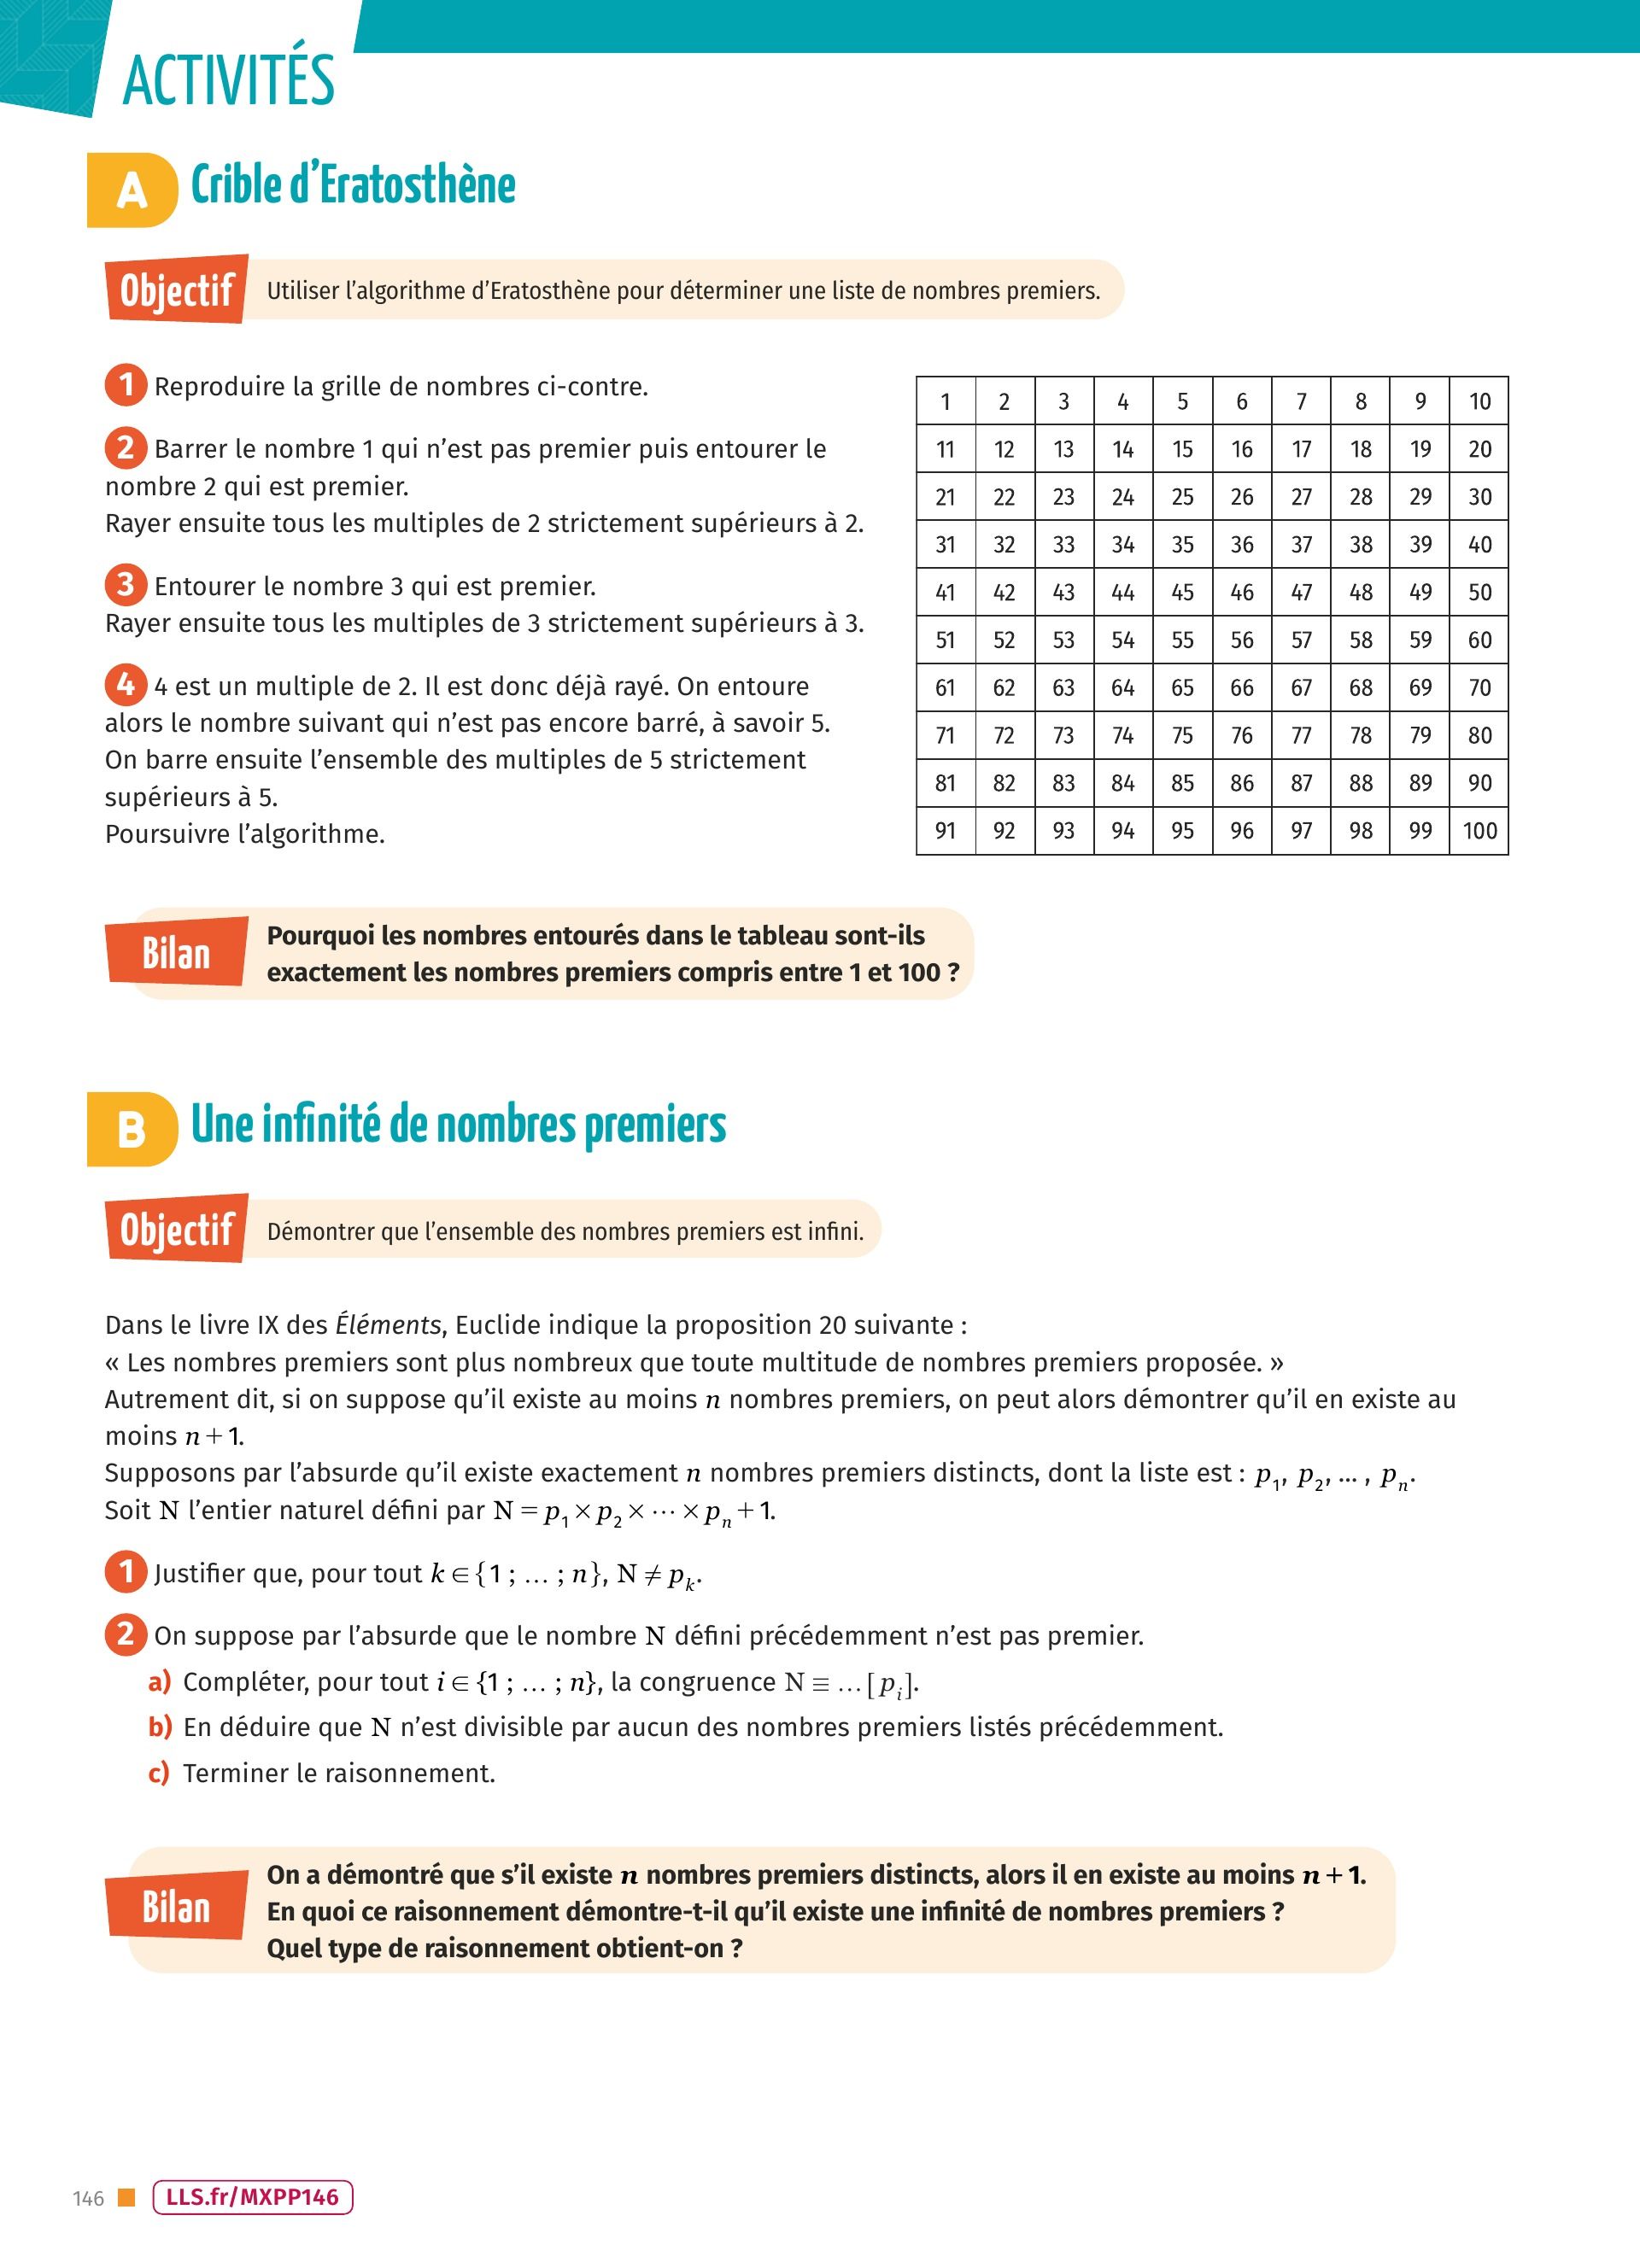 ACTIVITÉS
A Crible d’Eratosthène
Objectif Utiliser l’algorithme d’Eratosthène pour déterminer une liste de nombres premiers.
1 Reproduire la grille de nombres ci-contre.
2 Barrer le nombre 1 qui n’est pas premier puis entourer le
nombre 2 qui est premier.
Rayer ensuite tous les multiples de 2 strictement supérieurs à 2.
3 Entourer le nombre 3 qui est premier.
Rayer ensuite tous les multiples de 3 strictement supérieurs à 3.
4 4 est un multiple de 2. Il est donc déjà rayé. On entoure
alors le nombre suivant qui n’est pas encore barré, à savoir 5.
On barre ensuite l’ensemble des multiples de 5 strictement
supérieurs à 5.
Poursuivre l’algorithme.
1 2 3 4 5 6 7 8 9 10
11 12 13 14 15 16 17 18 19 20
21 22 23 24 25 26 27 28 29 30
31 32 33 34 35 36 37 38 39 40
41 42 43 44 45 46 47 48 49 50
51 52 53 54 55 56 57 58 59 60
61 62 63 64 65 66 67 68 69 70
71 72 73 74 75 76 77 78 79 80
81 82 83 84 85 86 87 88 89 90
91 92 93 94 95 96 97 98 99 100
Bilan Pourquoi les nombres entourés dans le tableau sont-ils
exactement les nombres premiers compris entre 1 et 100 ?
B Une infinité de nombres premiers
Objectif Démontrer que l’ensemble des nombres premiers est infini.
Dans le livre IX des Éléments, Euclide indique la proposition 20 suivante :
« Les nombres premiers sont plus nombreux que toute multitude de nombres premiers proposée. »
Autrement dit, si on suppose qu’il existe au moins n nombres premiers, on peut alors démontrer qu’il en existe au
moins n + 1.
Supposons par l’absurde qu’il existe exactement n nombres premiers distincts, dont la liste est : p₁, p₂, … , pₙ.
Soit N l’entier naturel défini par N = p₁ × p₂ × ⋯ × pₙ + 1.
1 Justifier que, pour tout k ∈ {1 ; … ; n}, N ≠ pₖ.
2 On suppose par l’absurde que le nombre N défini précédemment n’est pas premier.
a) Compléter, pour tout i ∈ {1 ; … ; n}, la congruence N ≡ … [pᵢ].
b) En déduire que N n’est divisible par aucun des nombres premiers listés précédemment.
c) Terminer le raisonnement.
Bilan On a démontré que s’il existe n nombres premiers distincts, alors il en existe au moins n + 1.
En quoi ce raisonnement démontre-t-il qu’il existe une infinité de nombres premiers ?
Quel type de raisonnement obtient-on ?
146 LLS.fr/MXPP146